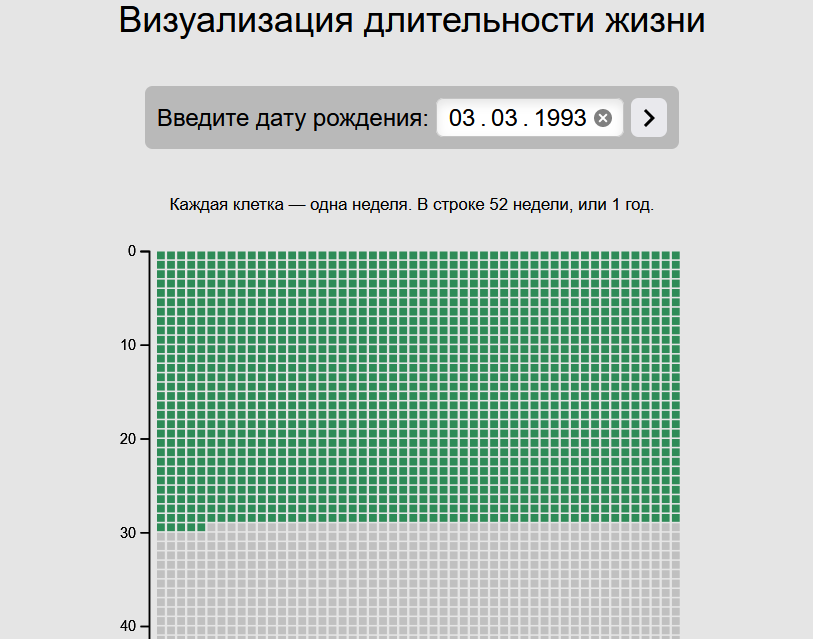 Визуализация длительности жизни
Введите дату рождения: 03.03.1993
Каждая клетка — одна неделя. В строке 52 недели, или 1 год.
0
10
20
30
40